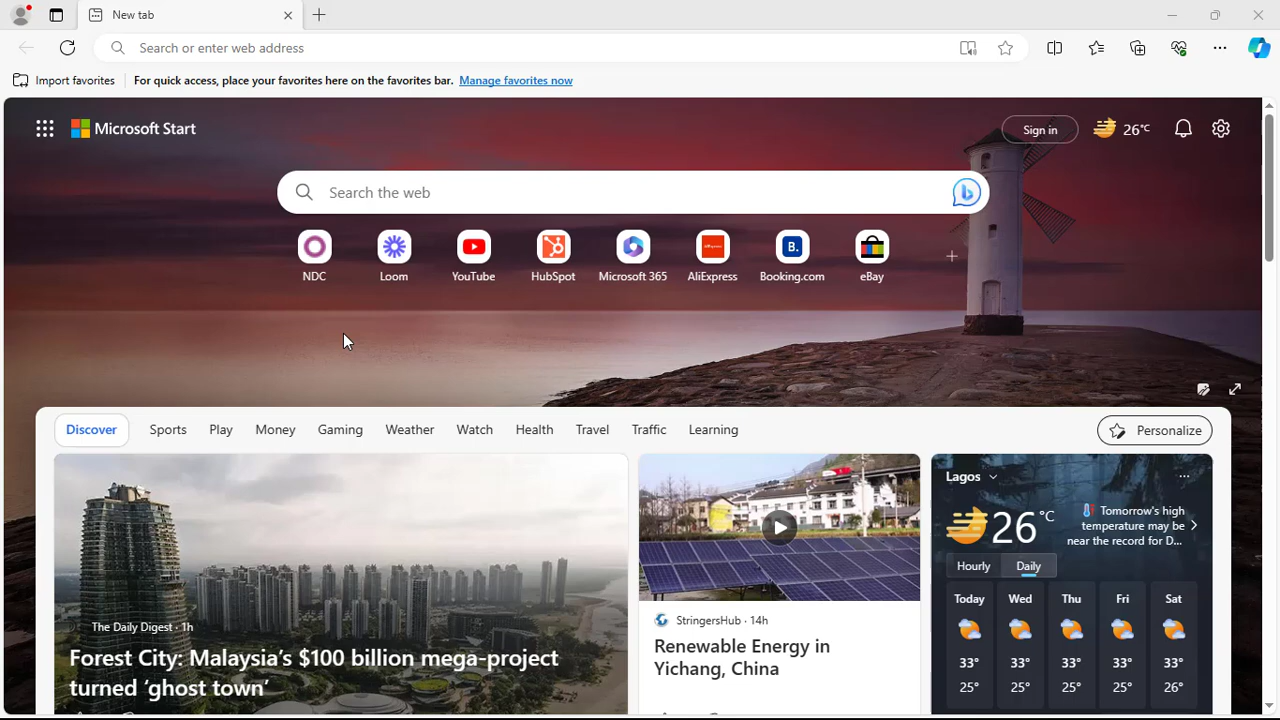 New tab
Search or enter web address
Import favorites
For quick access, place your favorites here on the favorites bar. Manage favorites now
Microsoft Start
Sign in
26°C
Search the web
NDC
Loom
YouTube
HubSpot
Microsoft 365
AliExpress
Booking.com
eBay
Discover
Sports
Play
Money
Gaming
Weather
Watch
Health
Travel
Traffic
Learning
Personalize
The Daily Digest · 1h
Forest City: Malaysia's $100 billion mega-project
turned 'ghost town'
StringersHub · 14h
Renewable Energy in
Yichang, China
Lagos
26°C
Tomorrow's high
temperature may be
near the record for D...
Hourly
Daily
Today Wed Thu Fri Sat
33° 33° 33° 33° 33°
25° 25° 25° 25° 26°